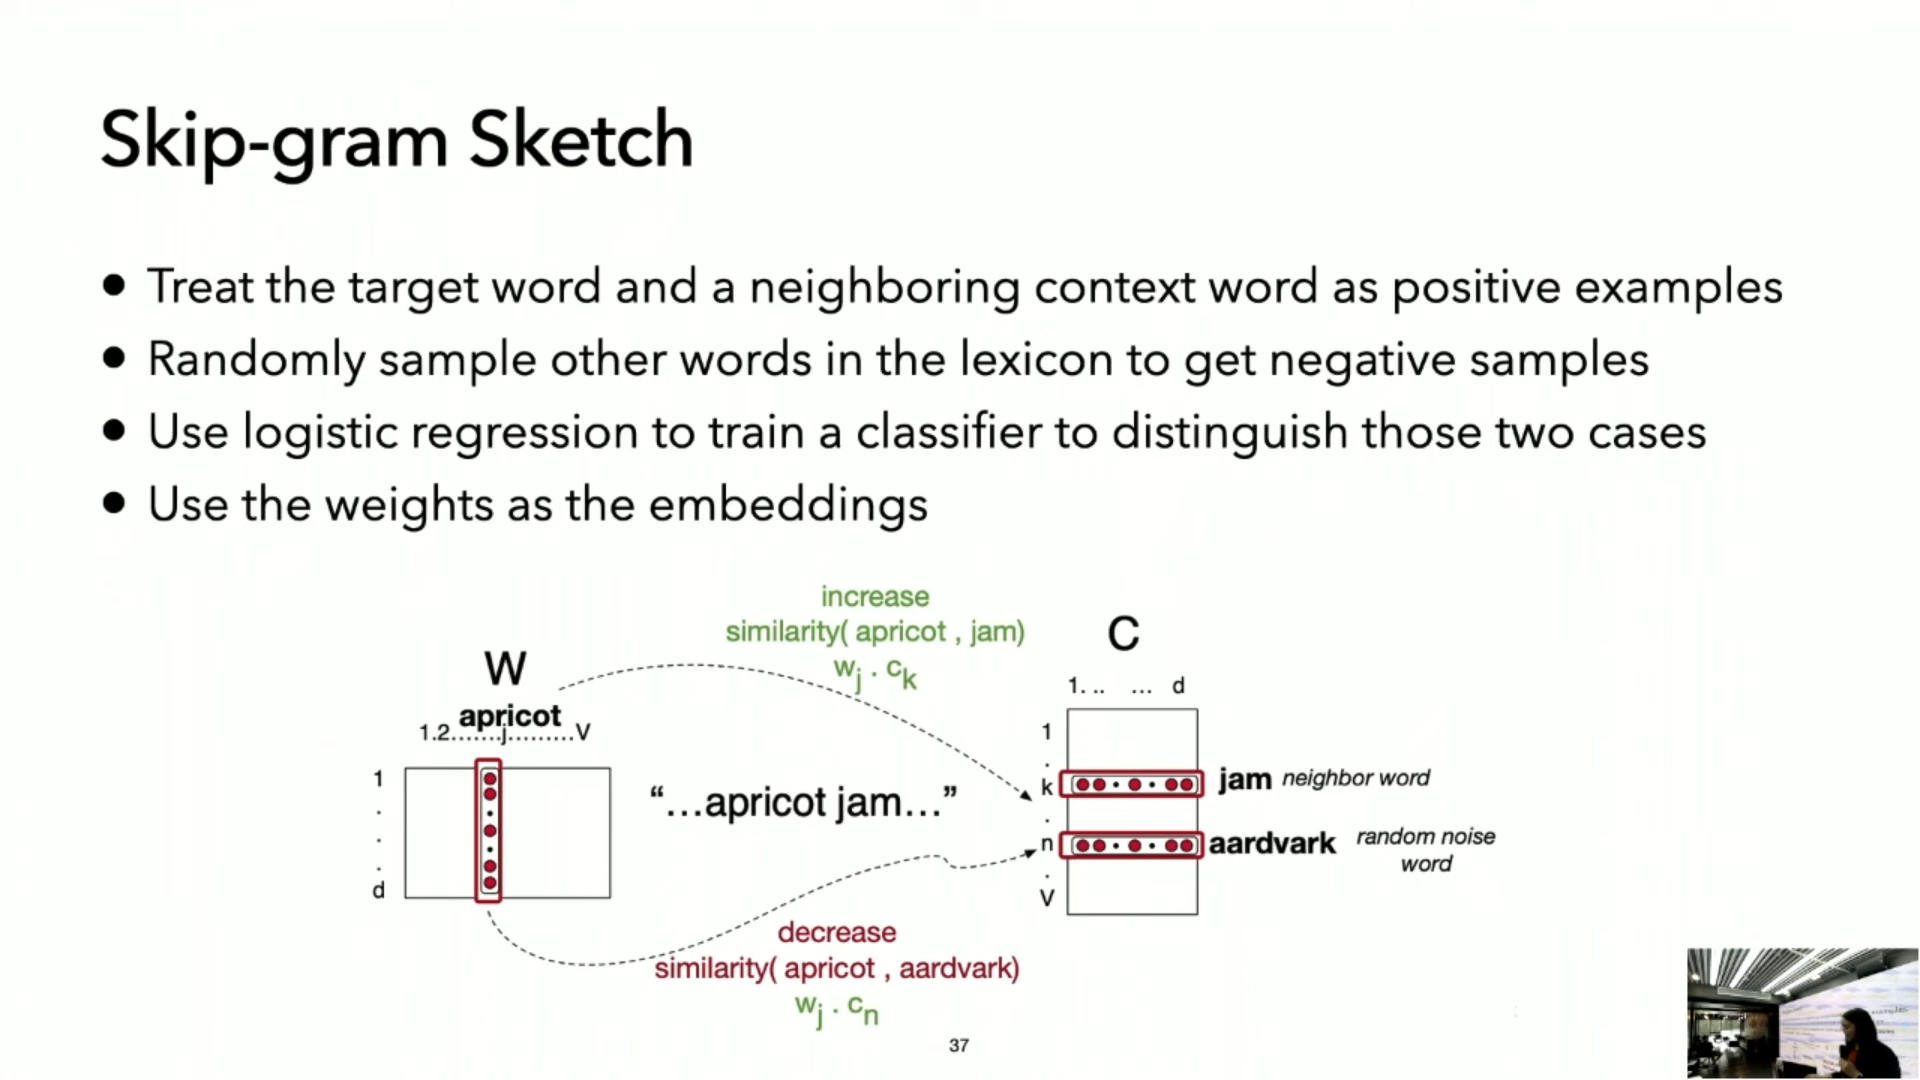 Skip-gram Sketch
● Treat the target word and a neighboring context word as positive examples
● Randomly sample other words in the lexicon to get negative samples
● Use logistic regression to train a classifier to distinguish those two cases
● Use the weights as the embeddings
increase
similarity( apricot , jam)
wj . ck
W
apricot
1.2.......j.........V
1
.
.
.
d
“...apricot jam...”
C
1. .. ... d
1
.
k
.
n
.
V
jam neighbor word
aardvark random noise
word
decrease
similarity( apricot , aardvark)
wj . cn
37